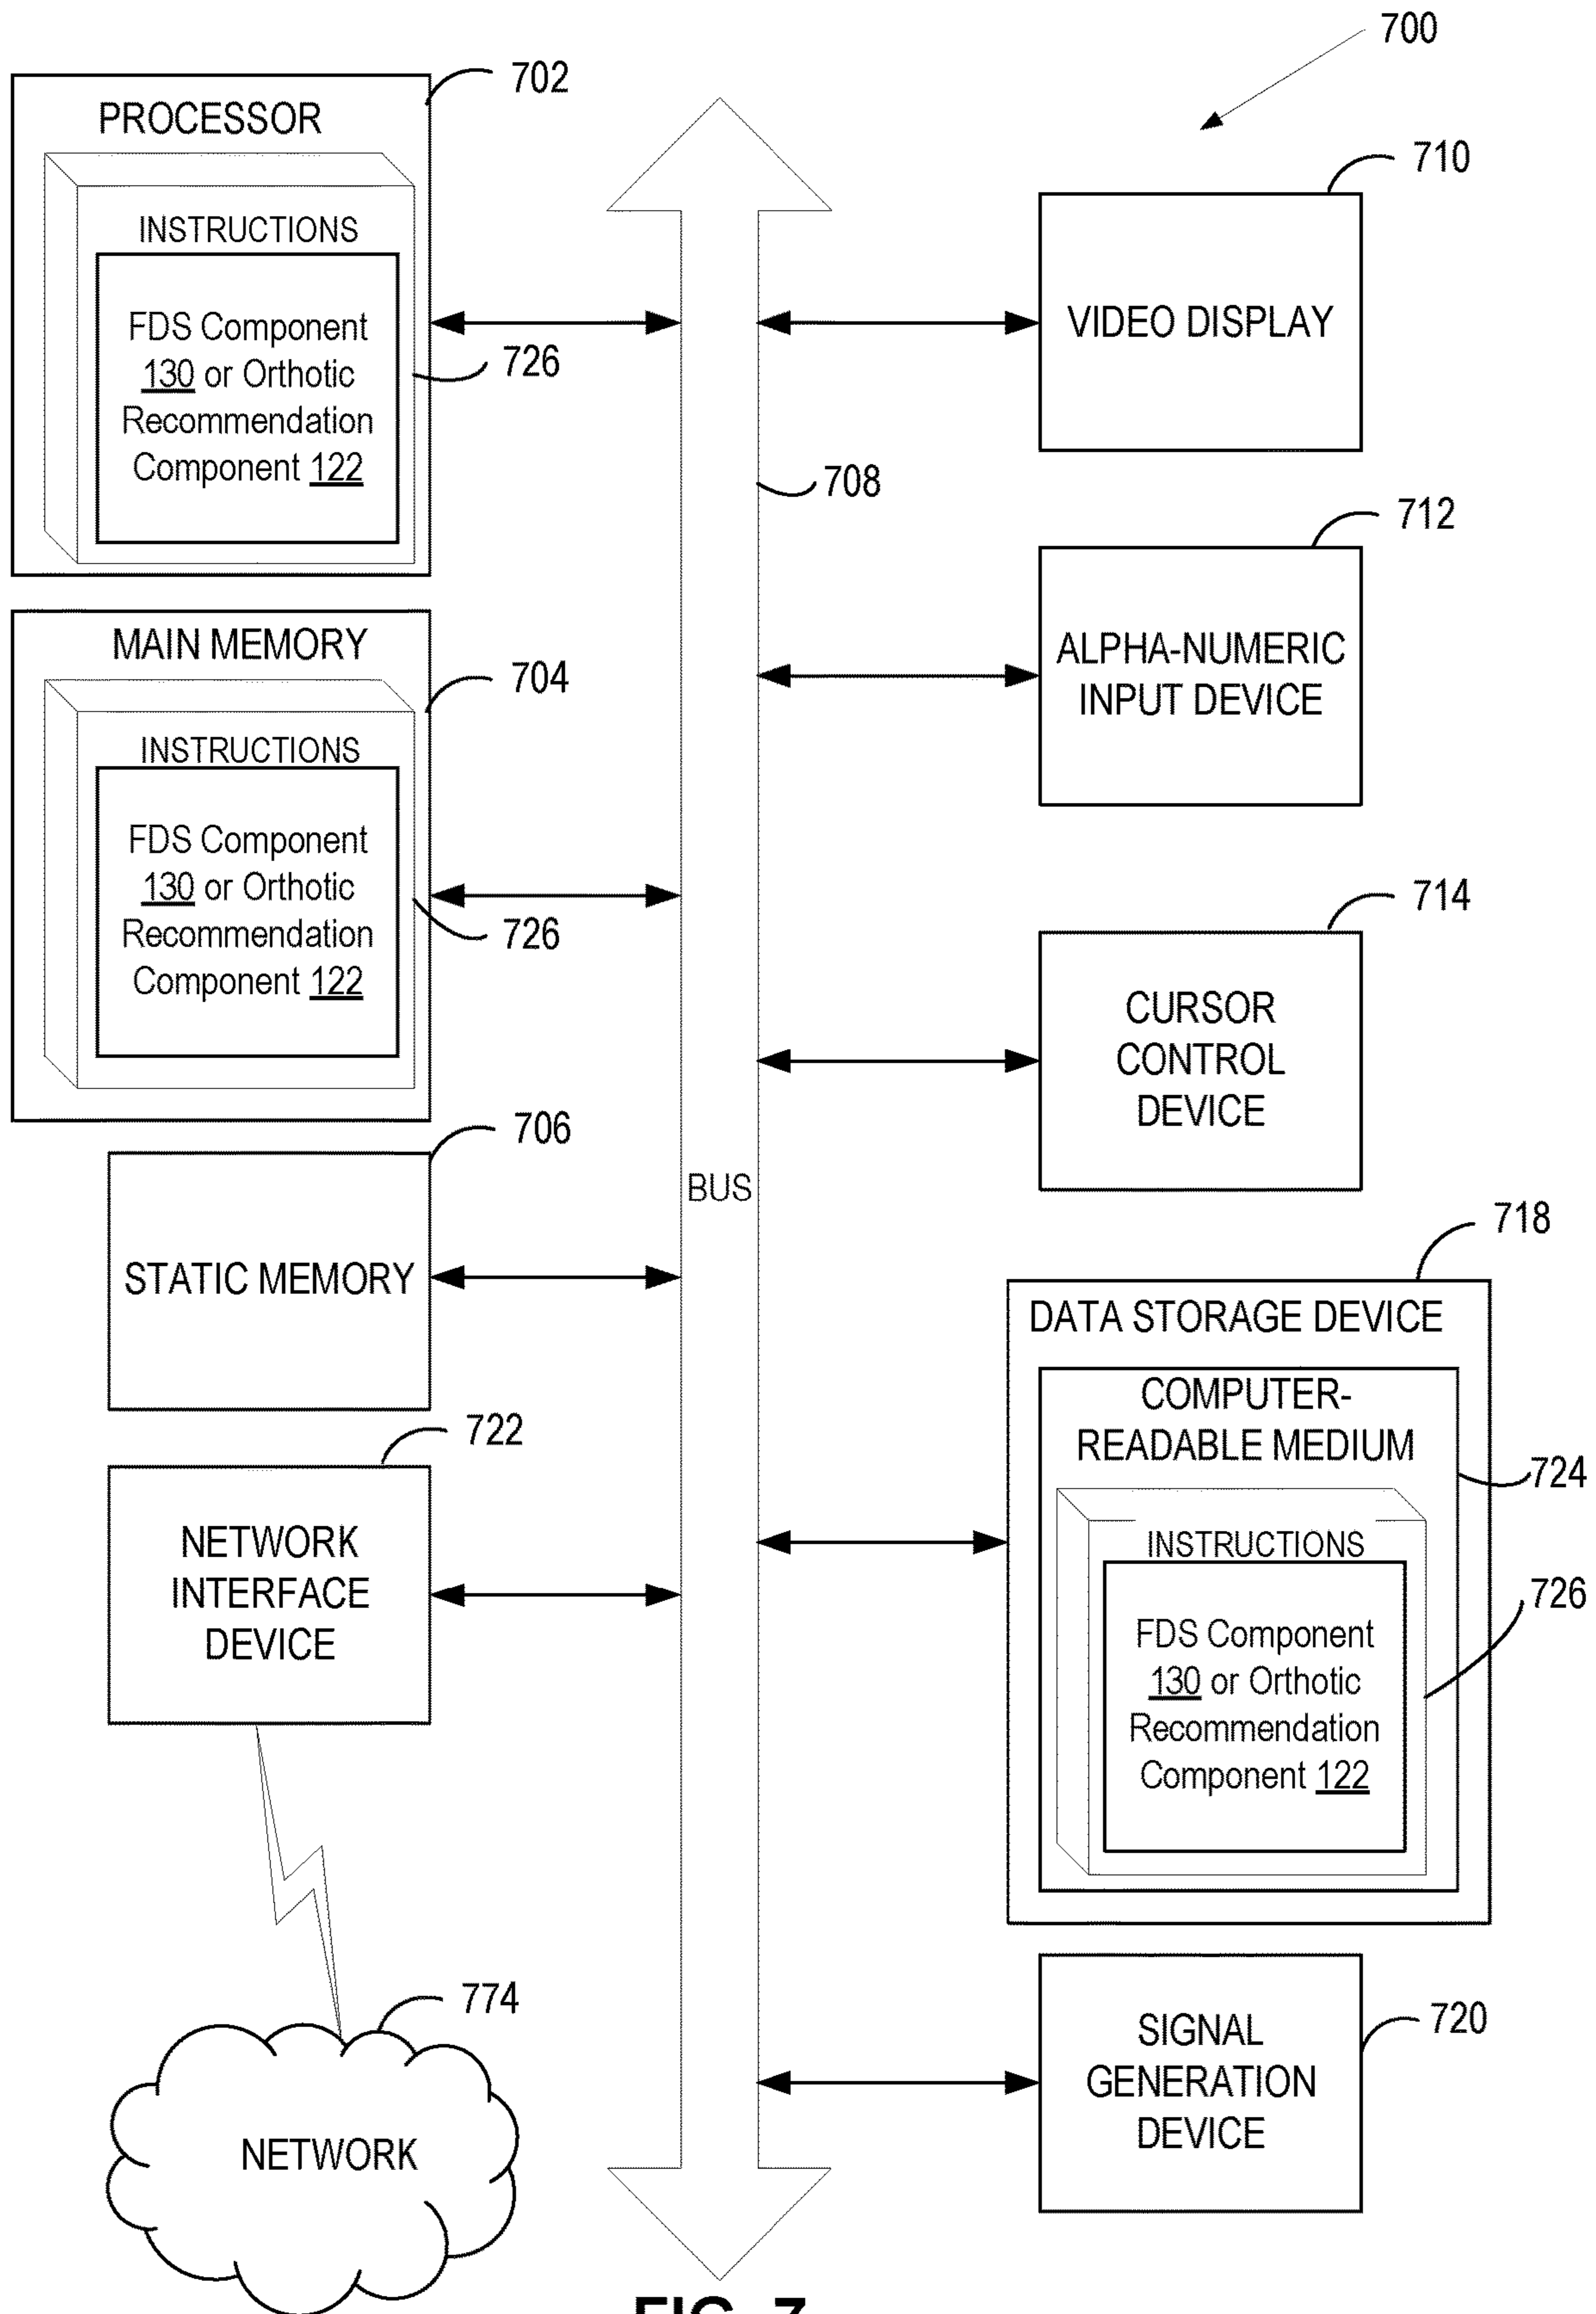 700
702
PROCESSOR
INSTRUCTIONS
FDS Component
130 or Orthotic
Recommendation
Component 122
726
MAIN MEMORY
704
INSTRUCTIONS
FDS Component
130 or Orthotic
Recommendation
Component 122
726
706
STATIC MEMORY
722
NETWORK
INTERFACE
DEVICE
774
NETWORK
BUS
708
710
VIDEO DISPLAY
712
ALPHA-NUMERIC
INPUT DEVICE
714
CURSOR
CONTROL
DEVICE
718
DATA STORAGE DEVICE
COMPUTER-
READABLE MEDIUM
724
INSTRUCTIONS
FDS Component
130 or Orthotic
Recommendation
Component 122
726
SIGNAL
GENERATION
DEVICE
720
FIG. 7